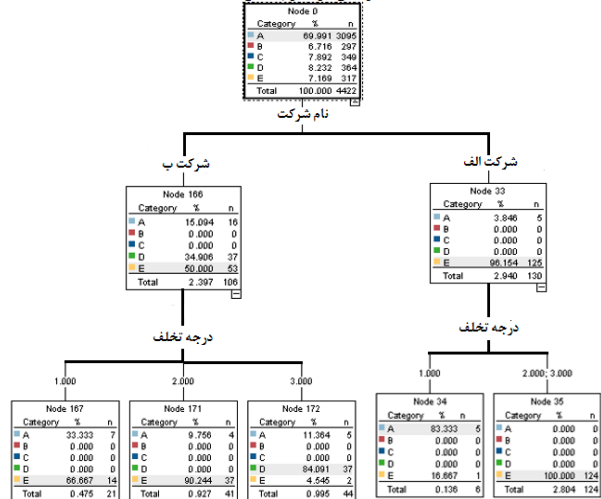 Node 0
Category % n
A 69.991 3095
B 6.716 297
C 7.892 349
D 8.232 364
E 7.169 317
Total 100.000 4422
نام شرکت
شرکت ب
شرکت الف
Node 166
Category % n
A 15.094 16
B 0.000 0
C 0.000 0
D 34.906 37
E 50.000 53
Total 2.397 106
Node 33
Category % n
A 3.846 5
B 0.000 0
C 0.000 0
D 0.000 0
E 96.154 125
Total 2.940 130
درجه تخلف
درجه تخلف
1.000
2.000
3.000
1.000
2.000; 3.000
Node 167
Category % n
A 33.333 7
B 0.000 0
C 0.000 0
D 0.000 0
E 66.667 14
Total 0.475 21
Node 171
Category % n
A 9.756 4
B 0.000 0
C 0.000 0
D 0.000 0
E 90.244 37
Total 0.927 41
Node 172
Category % n
A 11.364 5
B 0.000 0
C 0.000 0
D 84.091 37
E 4.545 2
Total 0.995 44
Node 34
Category % n
A 83.333 5
B 0.000 0
C 0.000 0
D 0.000 0
E 16.667 1
Total 0.136 6
Node 35
Category % n
A 0.000 0
B 0.000 0
C 0.000 0
D 0.000 0
E 100.000 124
Total 2.804 124